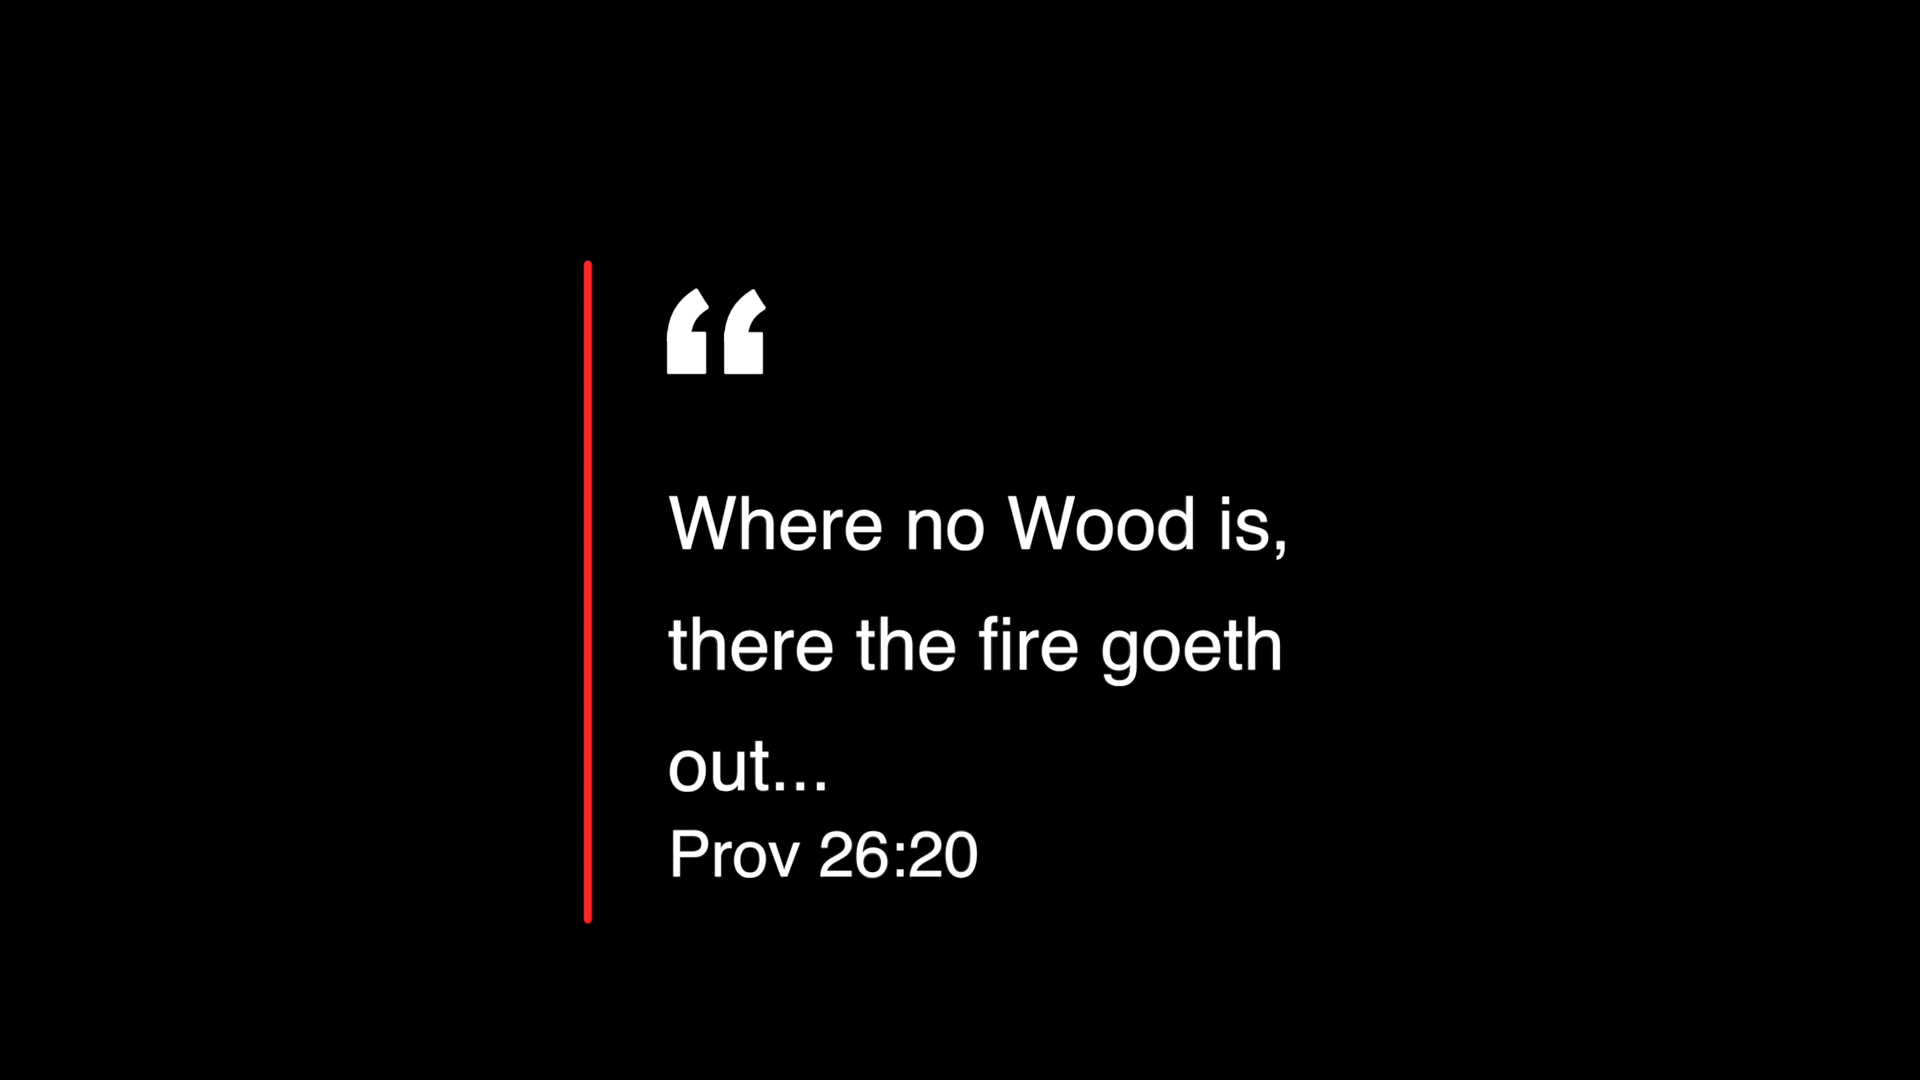 “
Where no Wood is,
there the fire goeth
out...
Prov 26:20